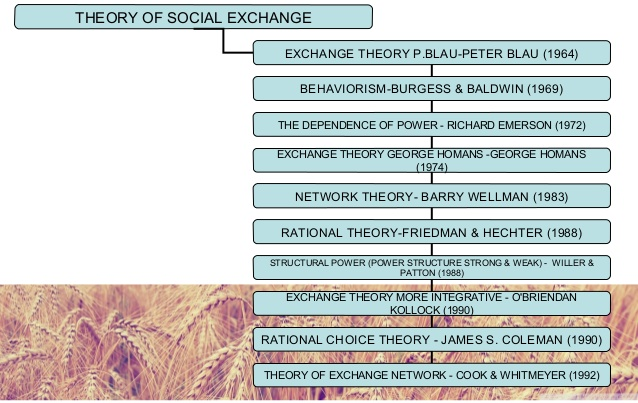 THEORY OF SOCIAL EXCHANGE
EXCHANGE THEORY P.BLAU-PETER BLAU (1964)
BEHAVIORISM-BURGESS & BALDWIN (1969)
THE DEPENDENCE OF POWER - RICHARD EMERSON (1972)
EXCHANGE THEORY GEORGE HOMANS -GEORGE HOMANS
(1974)
NETWORK THEORY- BARRY WELLMAN (1983)
RATIONAL THEORY-FRIEDMAN & HECHTER (1988)
STRUCTURAL POWER (POWER STRUCTURE STRONG & WEAK) - WILLER &
PATTON (1988)
EXCHANGE THEORY MORE INTEGRATIVE - O'BRIENDAN
KOLLOCK (1990)
RATIONAL CHOICE THEORY - JAMES S. COLEMAN (1990)
THEORY OF EXCHANGE NETWORK - COOK & WHITMEYER (1992)